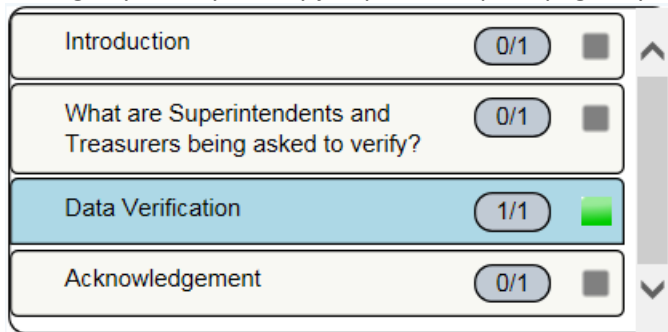 Introduction 0/1
What are Superintendents and 0/1
Treasurers being asked to verify?
Data Verification 1/1
Acknowledgement 0/1